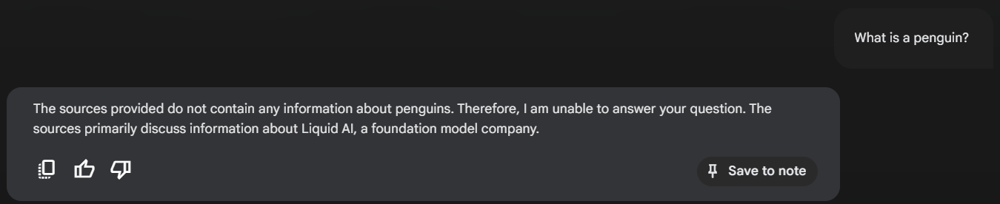 What is a penguin?
The sources provided do not contain any information about penguins. Therefore, I am unable to answer your question. The
sources primarily discuss information about Liquid AI, a foundation model company.
Save to note